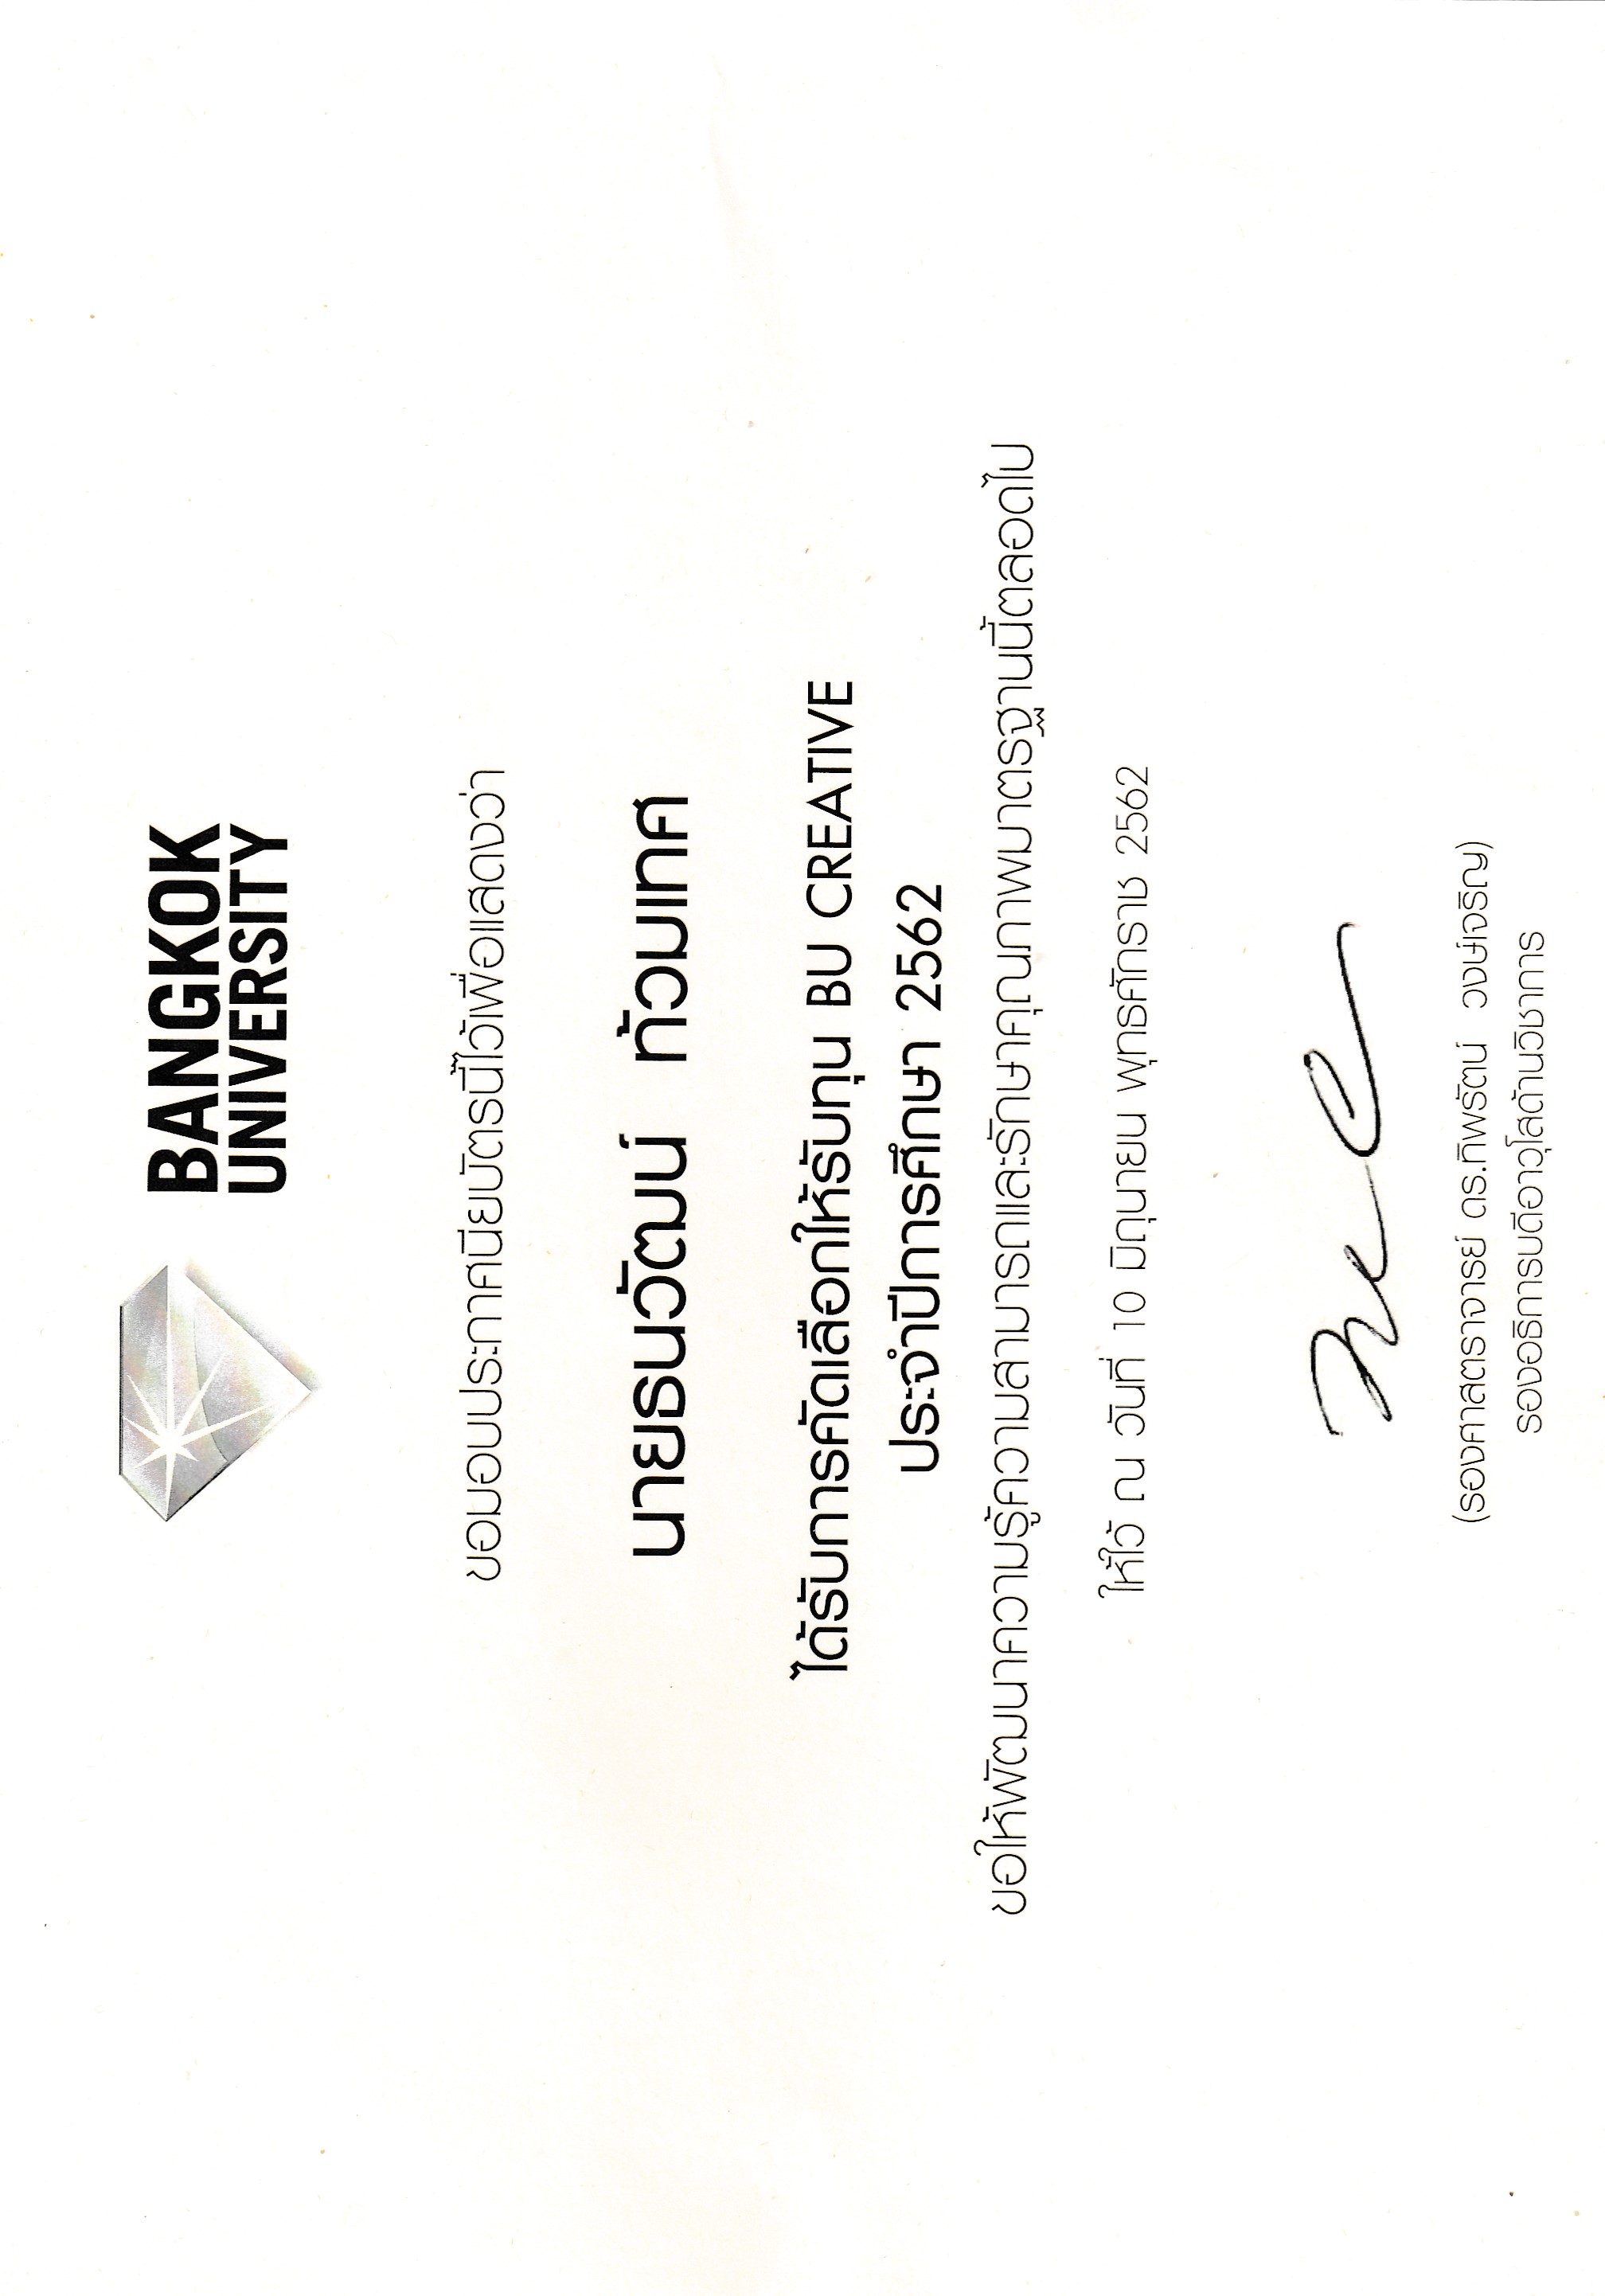 BANGKOK
UNIVERSITY
ขอมอบประกาศนียบัตรนี้ไว้เพื่อแสดงว่า
นายธนวัฒน์ ท้วมเทศ
ได้รับการคัดเลือกให้รับทุน BU CREATIVE
ประจำปีการศึกษา 2562
ขอให้พัฒนาความรู้ความสามารถและรักษาคุณภาพมาตรฐานนี้ตลอดไป
ให้ไว้ ณ วันที่ 10 มิถุนายน พุทธศักราช 2562
(รองศาสตราจารย์ ดร.ทิพรัตน์ วงษ์เจริญ)
รองอธิการบดีอาวุโสด้านวิชาการ